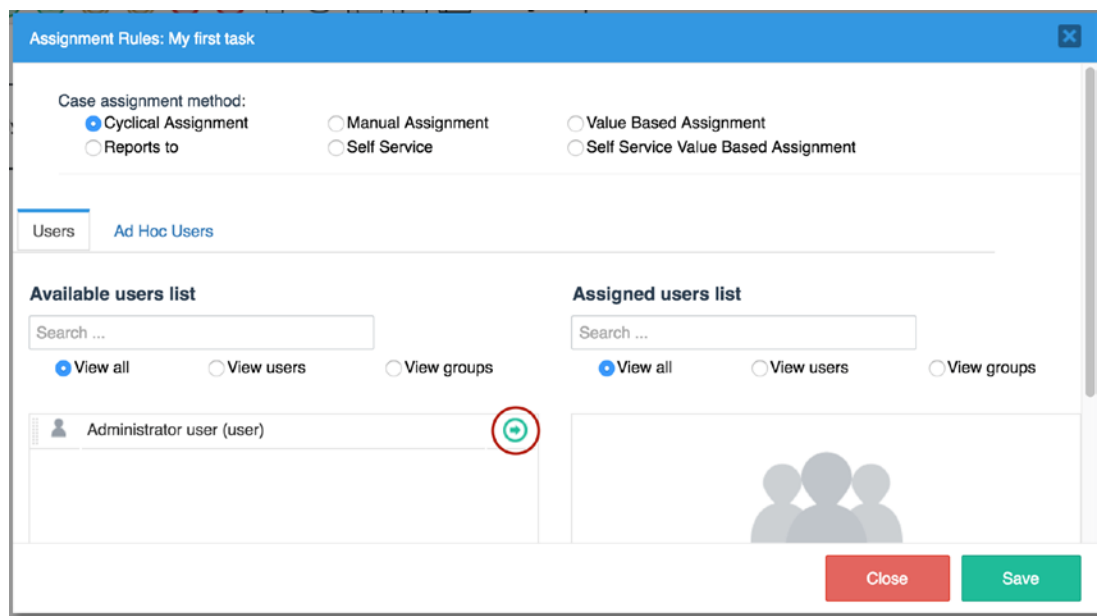 Assignment Rules: My first task
Case assignment method:
Cyclical Assignment Manual Assignment Value Based Assignment
Reports to Self Service Self Service Value Based Assignment
Users Ad Hoc Users
Available users list Assigned users list
Search ... Search ...
View all View users View groups View all View users View groups
Administrator user (user)
Close Save